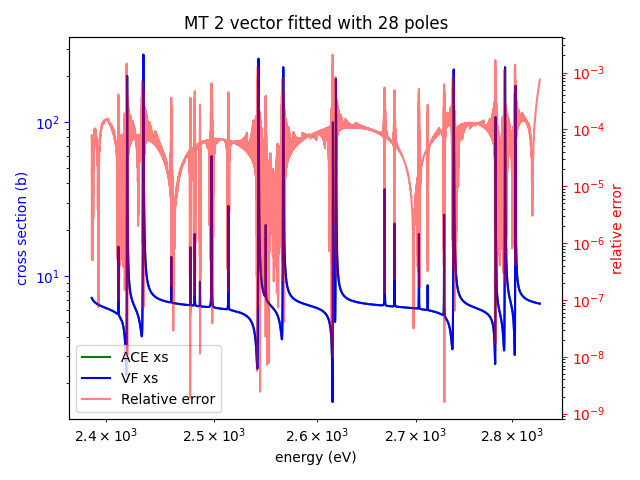 MT 2 vector fitted with 28 poles
10²
10¹
cross section (b)
10⁻³
10⁻⁴
10⁻⁵
10⁻⁶
10⁻⁷
10⁻⁸
10⁻⁹
relative error
ACE xs
VF xs
Relative error
2.4 × 10³ 2.5 × 10³ 2.6 × 10³ 2.7 × 10³ 2.8 × 10³
energy (eV)